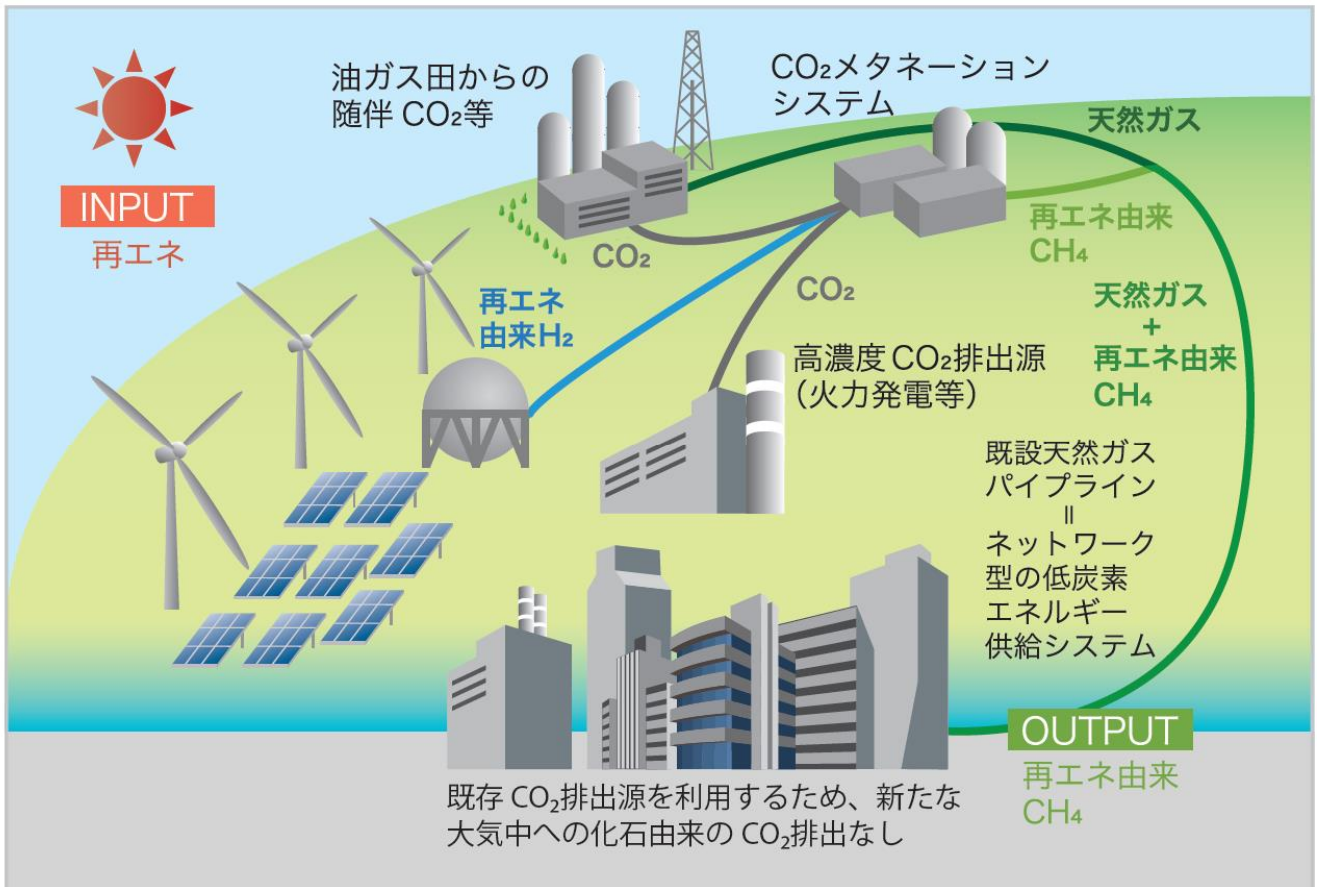 INPUT
再エネ
油ガス田からの
随伴 CO₂等
CO₂メタネーション
システム
天然ガス
再エネ由来
CH₄
CO₂
CO₂
再エネ
由来H₂
天然ガス
+
再エネ由来
CH₄
高濃度 CO₂排出源
（火力発電等）
既設天然ガス
パイプライン
॥
ネットワーク
型の低炭素
エネルギー
供給システム
OUTPUT
再エネ由来
CH₄
既存 CO₂排出源を利用するため、新たな
大気中への化石由来の CO₂排出なし